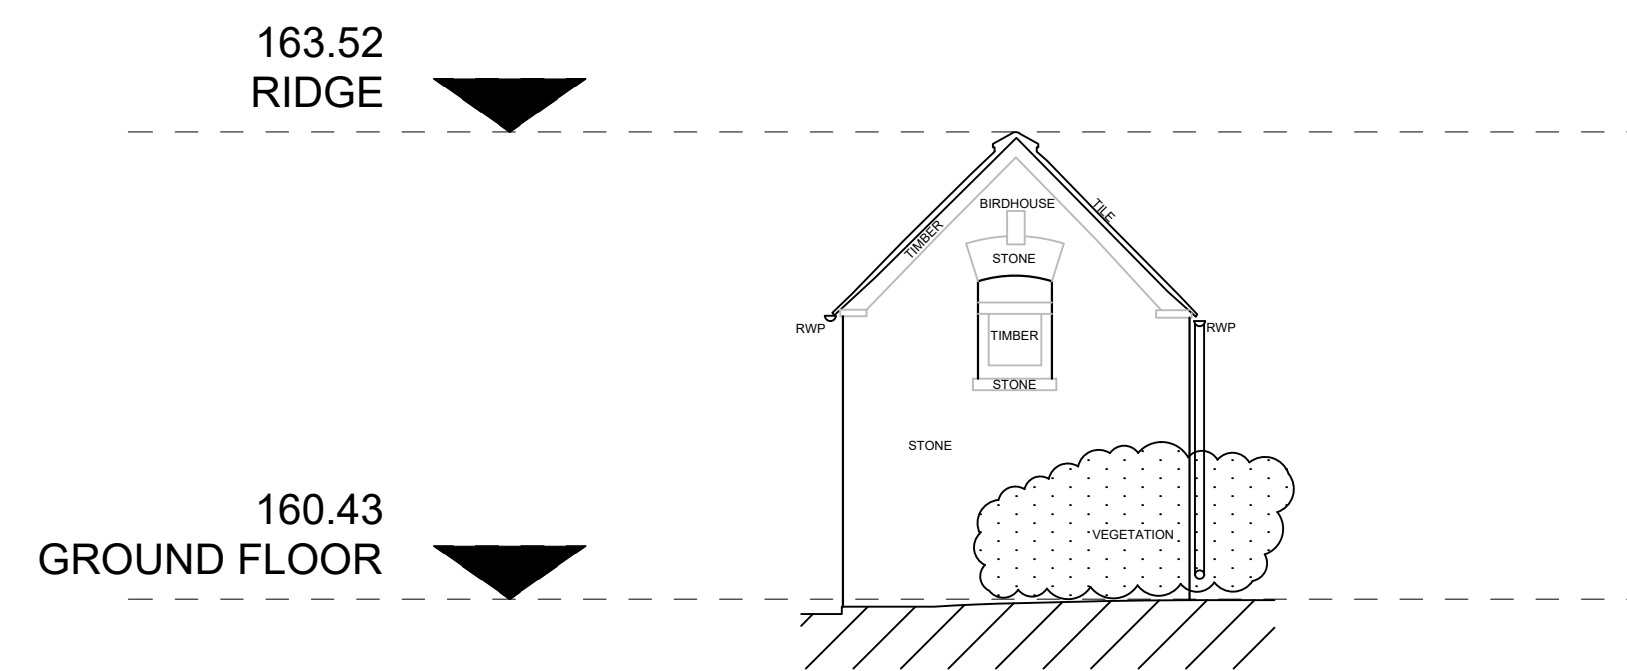 163.52
RIDGE
BIRDHOUSE
TILE
TIMBER
STONE
RWP
RWP
TIMBER
STONE
STONE
160.43
GROUND FLOOR
VEGETATION